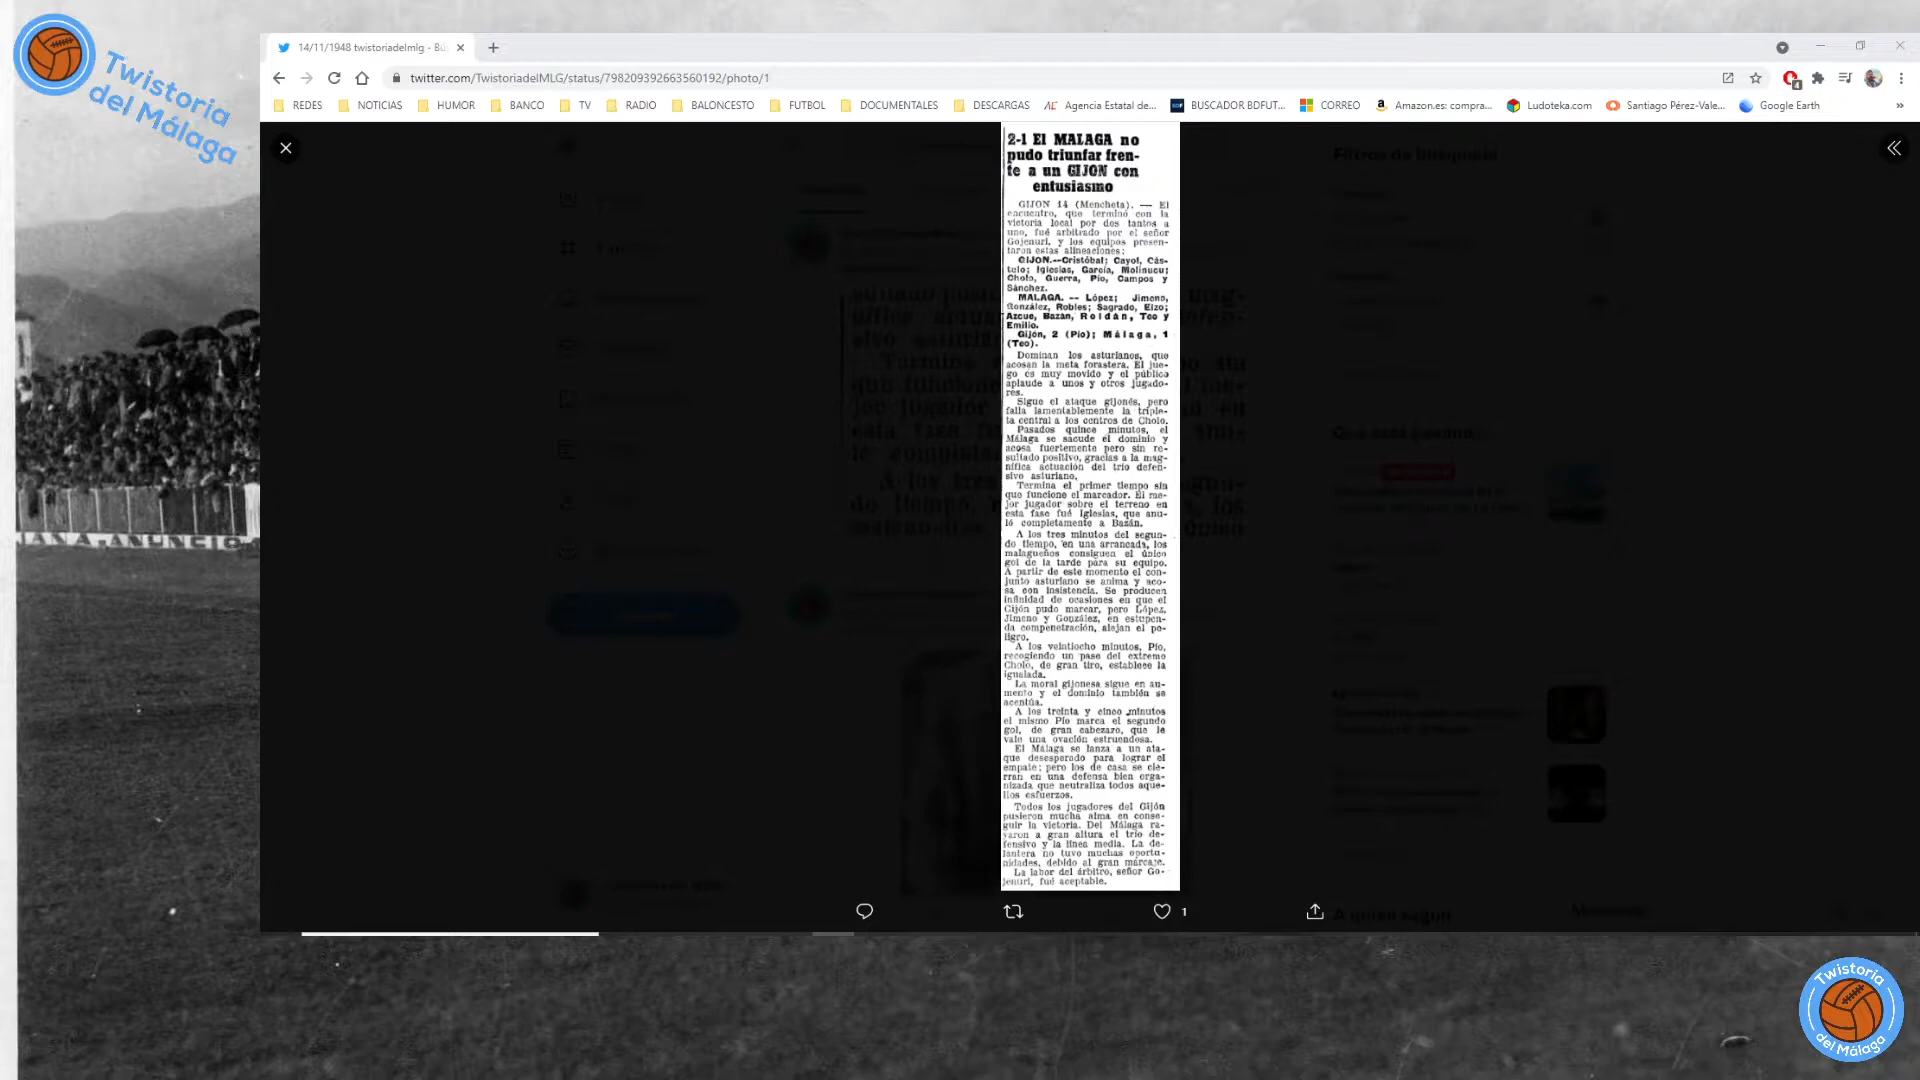 Twistoria
del Málaga
14/11/1948 twistoriadelmlg - Bú
twitter.com/TwistoriadelMLG/status/798209392663560192/photo/1
4
REDES NOTICIAS HUMOR BANCO TV RADIO BALONCESTO FUTBOL DOCUMENTALES DESCARGAS Agencia Estatal de... BUSCADOR BDFUT... CORREO Amazon.es: compra... Ludoteka.com Santiago Pérez-Vale... Google Earth
2-1 El MALAGA no
pudo triunfar fren-
te a un GIJON con
entusiasmo
GIJON 14 (Mencheta). — El
encuentro, que terminó con la
victoria local por dos tantos a
uno, fué arbitrado por el señor
Gojenuri, y los equipos presen-
taron estas alineaciones:
GIJON.--Cristóbal; Cayol, Cás-
tulo; Iglesias, García, Molinucu;
Cholo, Guerra, Pío, Campos y
Sánchez.
MALAGA. -- López; Jimeno,
González, Robles; Sagrado, Eizo;
Azcue, Bazán, Roldán, Teo y
Emilio.
Gijón, 2 (Pío); Málaga, 1
(Teo).
Dominan los asturianos, que
acosan la meta forastera. El jue-
go es muy movido y el público
aplaude a unos y otros jugado-
res.
Sigue el ataque gijonés, pero
falla lamentablemente la triple-
ta central a los centros de Cholo.
Pasados quince minutos, el
Málaga se sacude el dominio y
acosa fuertemente pero sin re-
sultado positivo, gracias a la mag-
nífica actuación del trío defen-
sivo asturiano.
Termina el primer tiempo sin
que funcione el marcador. El me-
jor jugador sobre el terreno en
esta fase fué Iglesias, que anu-
ló completamente a Bazán.
A los tres minutos del segun-
do tiempo, en una arrancada, los
malagueños consiguen el único
gol de la tarde para su equipo.
A partir de este momento el con-
junto asturiano se anima y aco-
sa con insistencia. Se producen
infinidad de ocasiones en que el
Gijón pudo marcar, pero López,
Jimeno y González, en estupen-
da compenetración, alejan el pe-
ligro.
A los veintiocho minutos, Pío,
recogiendo un pase del extremo
Cholo, de gran tiro, establece la
igualada.
La moral gijonesa sigue en au-
mento y el dominio también se
acentúa.
A los treinta y cinco minutos
el mismo Pío marca el segundo
gol, de gran cabezazo, que le
vale una ovación estruendosa.
El Málaga se lanza a un ata-
que desesperado para lograr el
empate; pero los de casa se cie-
rran en una defensa bien orga-
nizada que neutraliza todos aque-
llos esfuerzos.
Todos los jugadores del Gijón
pusieron mucha alma en conse-
guir la victoria. Del Málaga ra-
yaron a gran altura el trío de-
fensivo y la línea media. La de-
lantera no tuvo muchas oportu-
nidades, debido al gran marcaje.
La labor del árbitro, señor Go-
jenuri, fué aceptable.
1
Twistoria
del Málaga